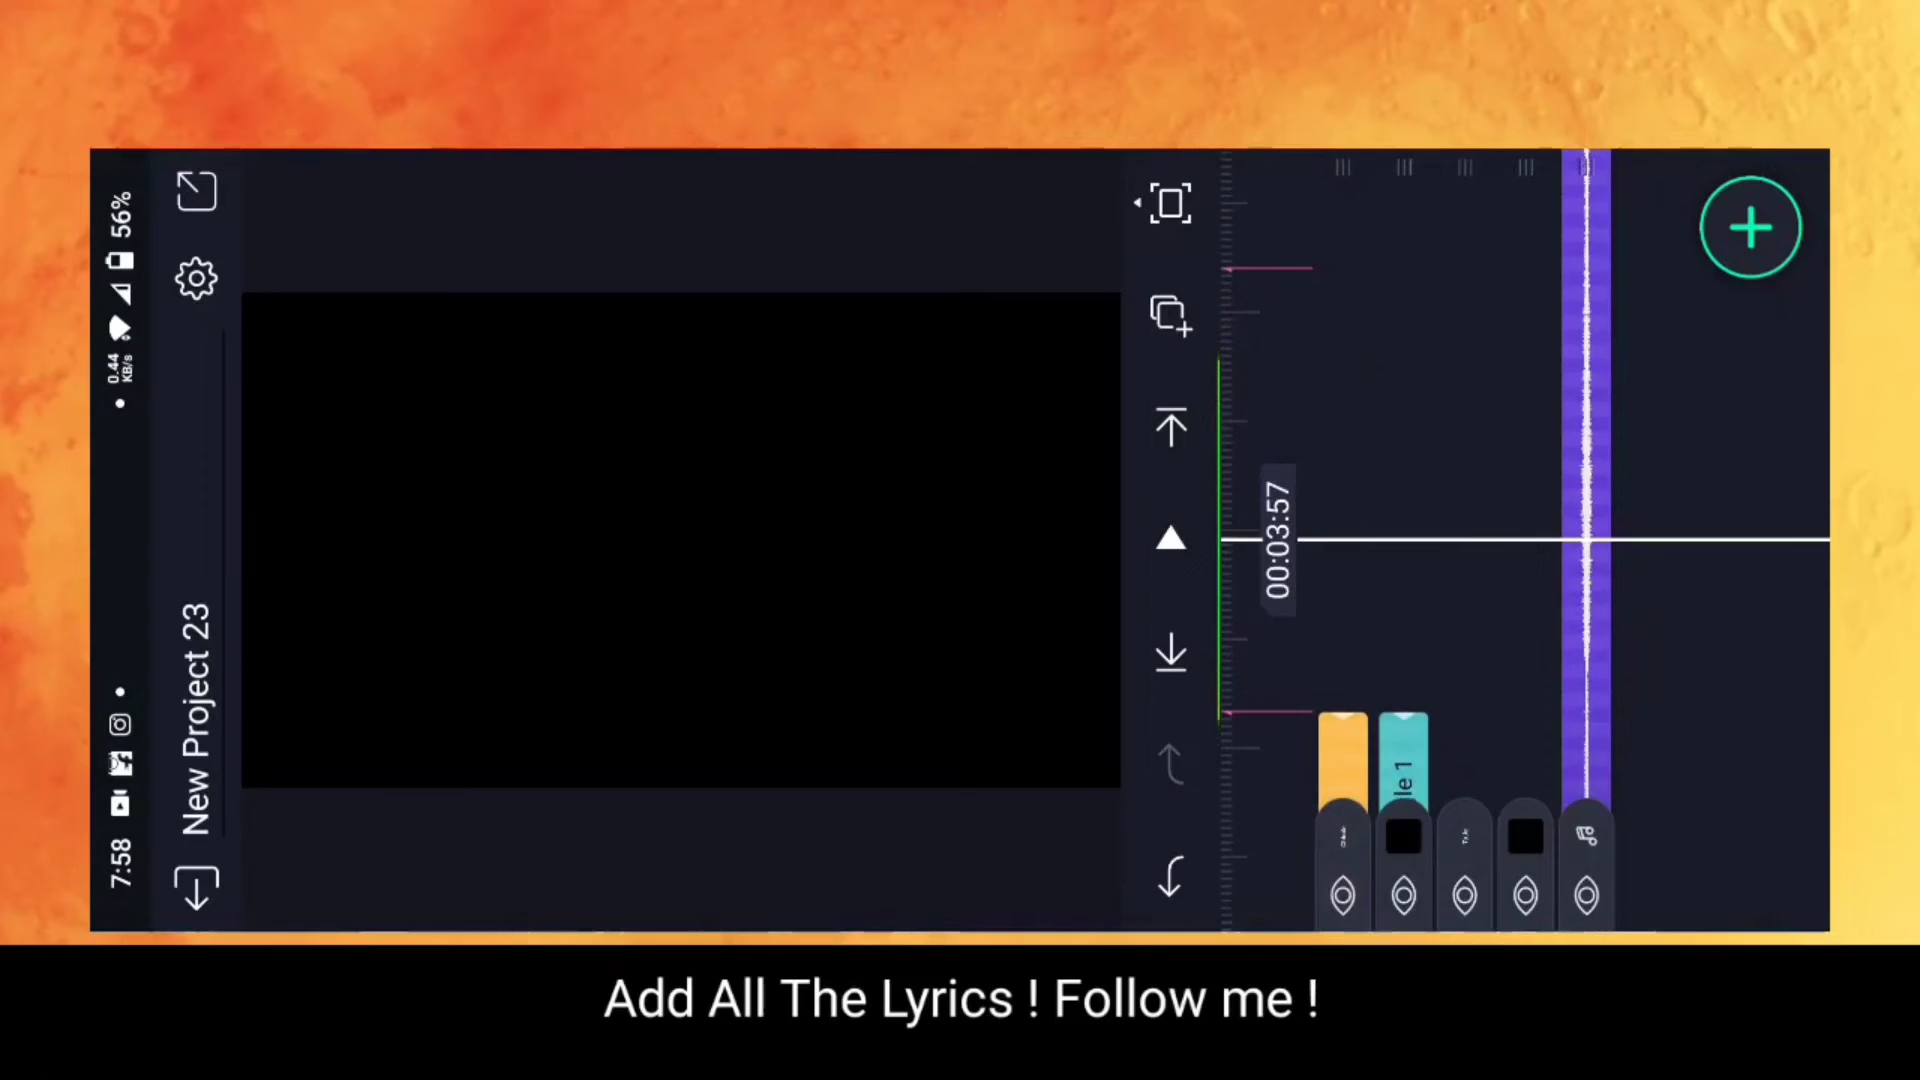 7:58
0.44
KB/s
56%
New Project 23
00:03:57
le 1
Add All The Lyrics ! Follow me !